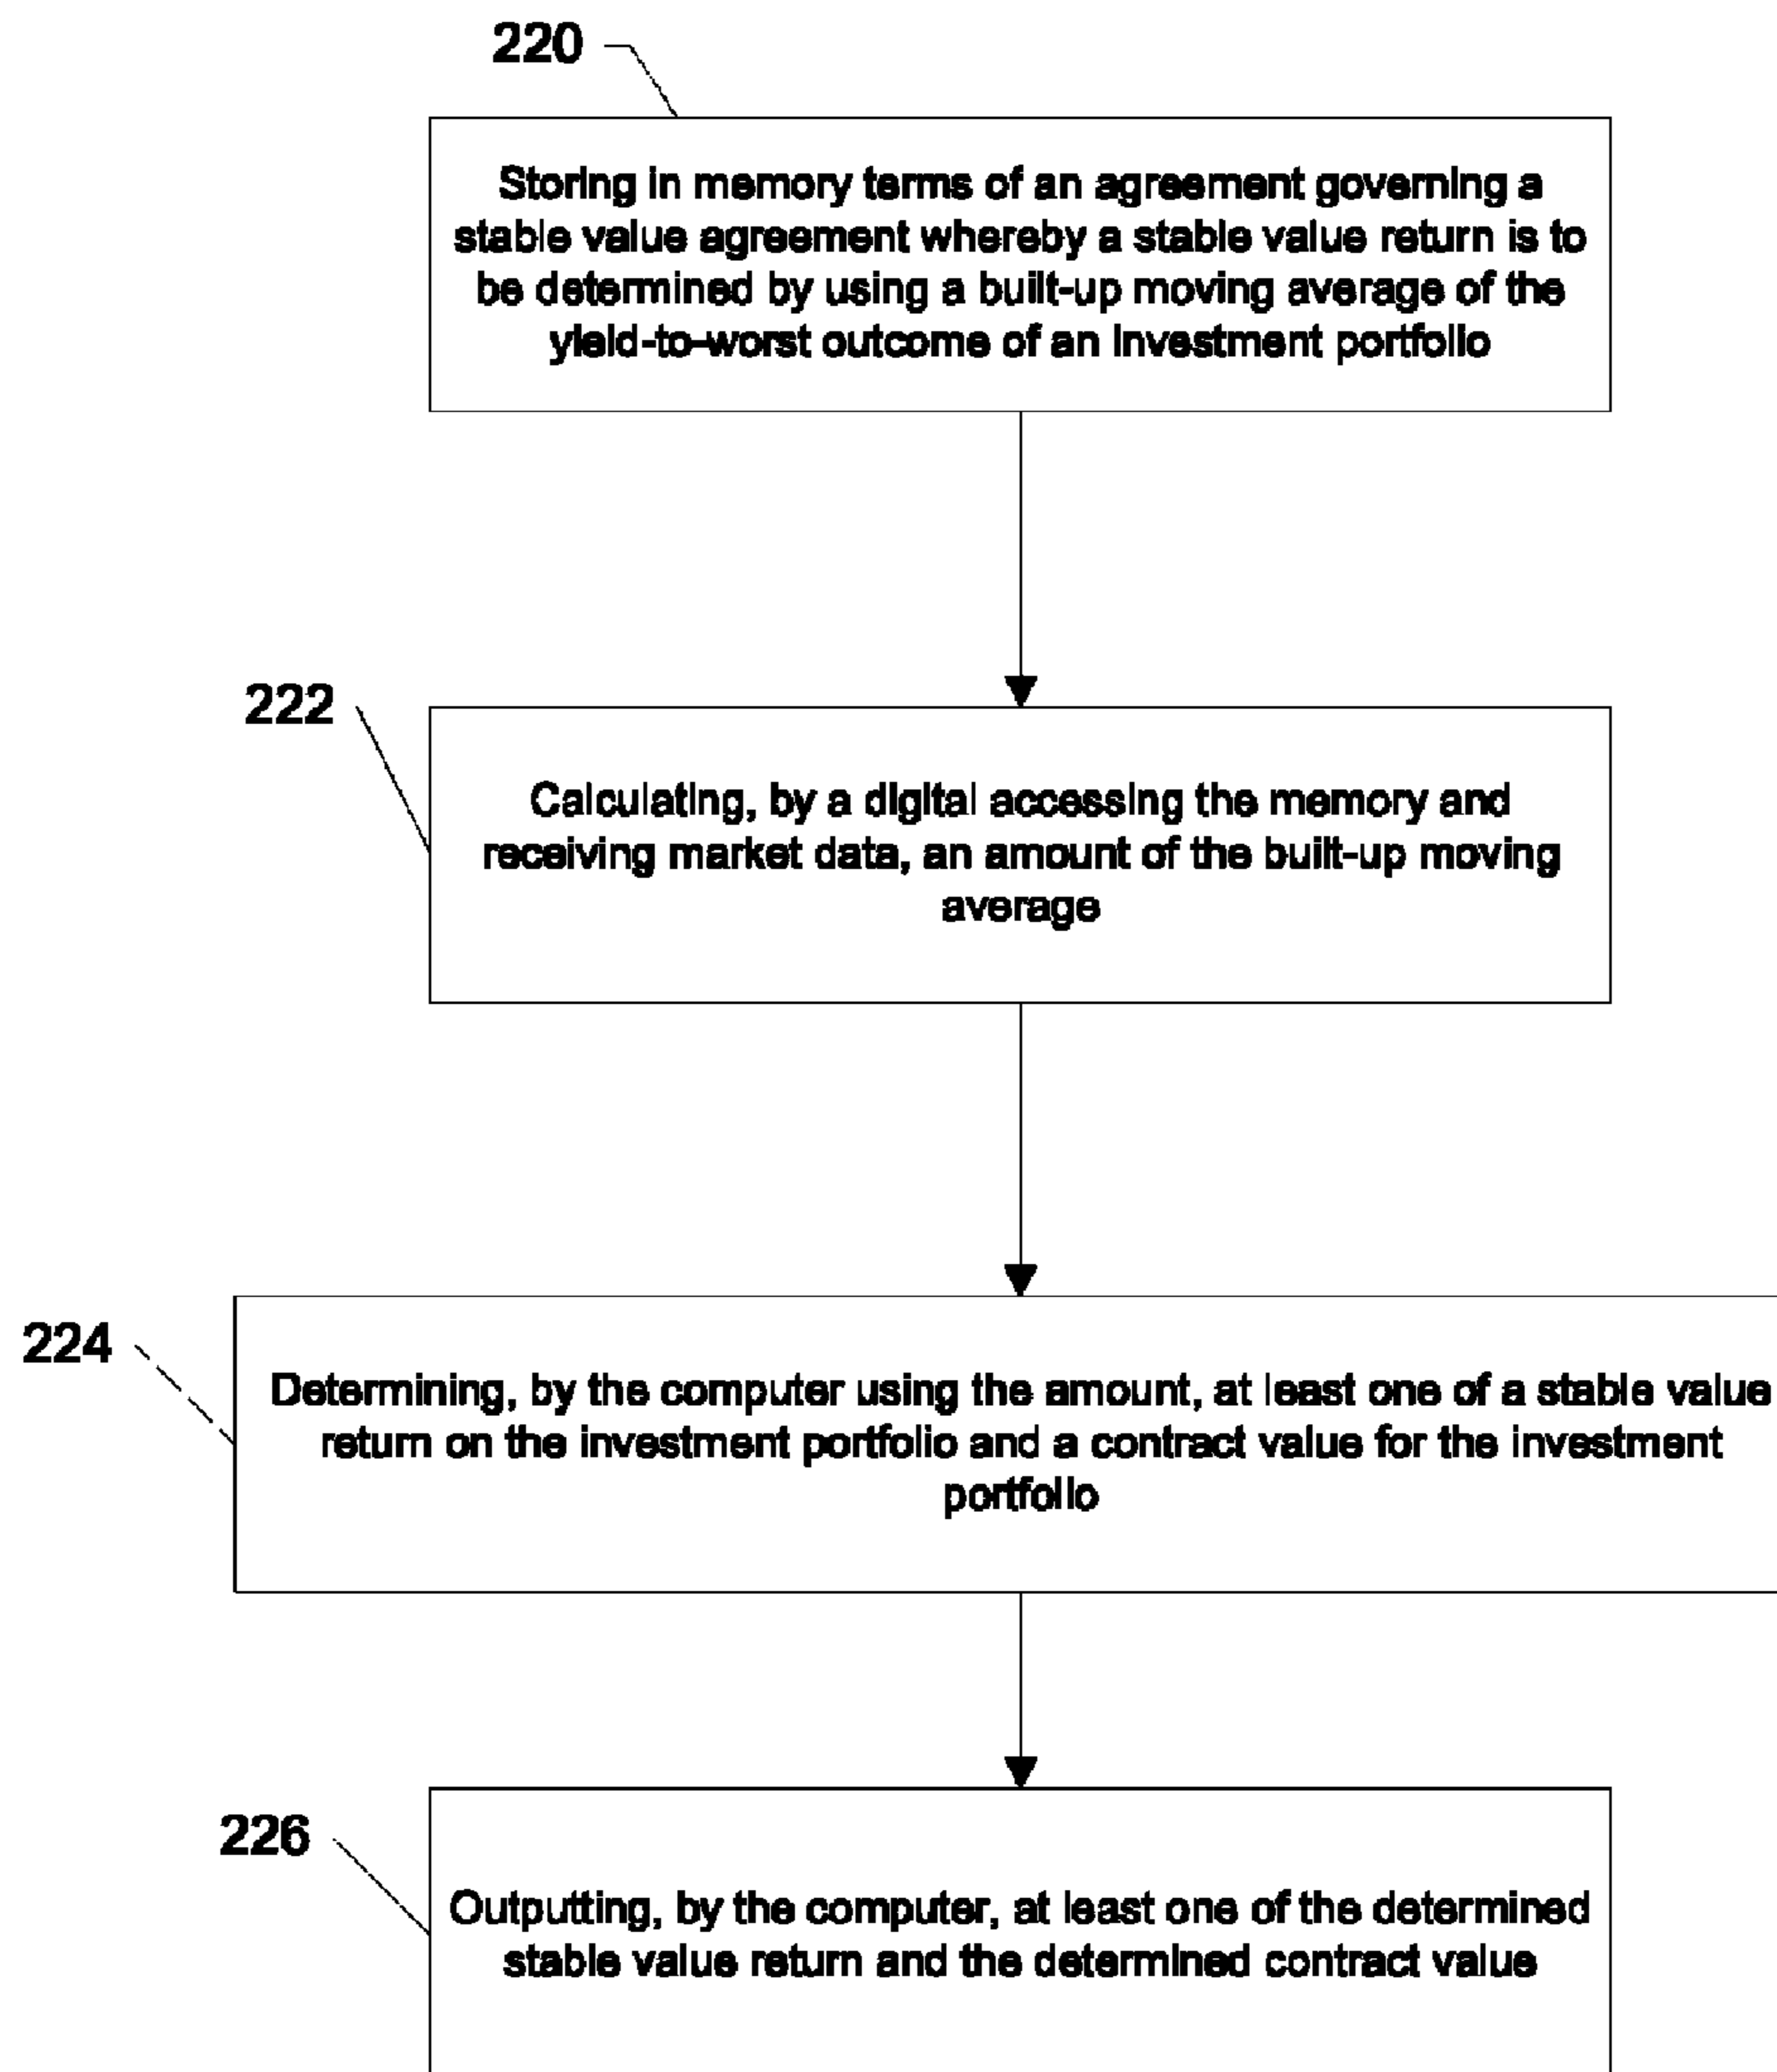 220
Storing in memory terms of an agreement governing a
stable value agreement whereby a stable value return is to
be determined by using a built-up moving average of the
yield-to-worst outcome of an investment portfolio
222
Calculating, by a digital accessing the memory and
receiving market data, an amount of the built-up moving
average
224
Determining, by the computer using the amount, at least one of a stable value
return on the investment portfolio and a contract value for the investment
portfolio
226
Outputting, by the computer, at least one of the determined
stable value return and the determined contract value